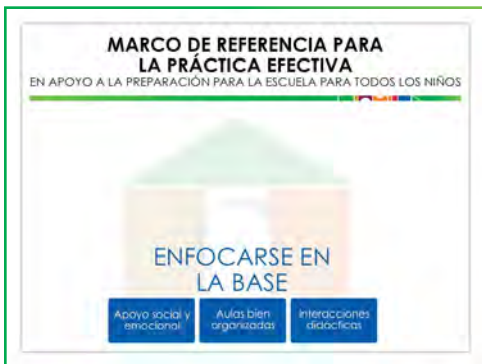 MARCO DE REFERENCIA PARA
LA PRÁCTICA EFECTIVA
EN APOYO A LA PREPARACIÓN PARA LA ESCUELA PARA TODOS LOS NIÑOS
ENFOCARSE EN
LA BASE
Apoyo social y
emocional
Aulas bien
organizadas
Interacciones
didácticas